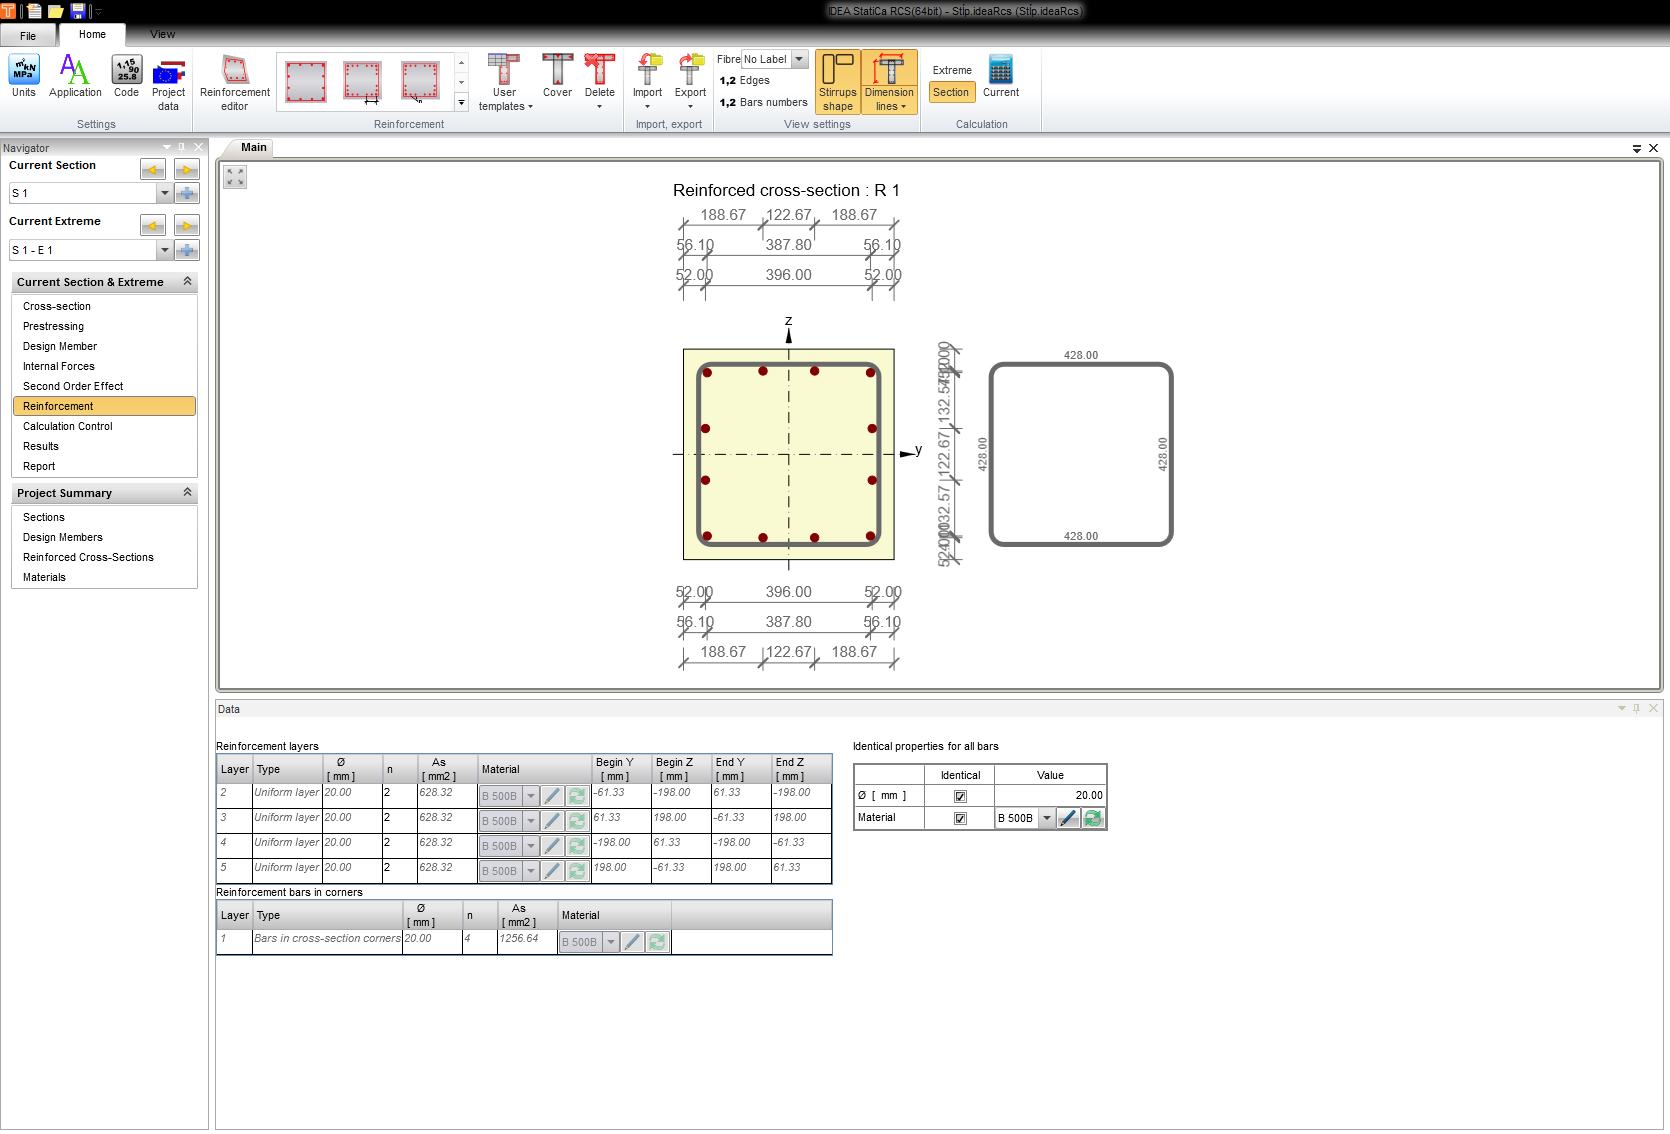 IDEA StatiCa RCS(64bit) - Stĺp.ideaRcs (Stĺp.ideaRcs)
File
Home
View
Units
Application
Code
Project data
Settings
Reinforcement editor
Reinforcement
User templates
Cover
Delete
Import
Export
Import, export
Fibre No Label
1,2 Edges
1,2 Bars numbers
Stirrups shape
Dimension lines
View settings
Extreme
Section
Current
Calculation
Navigator
Current Section
S 1
Current Extreme
S 1 - E 1
Current Section & Extreme
Cross-section
Prestressing
Design Member
Internal Forces
Second Order Effect
Reinforcement
Calculation Control
Results
Report
Project Summary
Sections
Design Members
Reinforced Cross-Sections
Materials
Main
Reinforced cross-section : R 1
188.67 122.67 188.67
56.10 387.80 56.10
52.00 396.00 52.00
z
y
132.57
122.67
132.57
428.00
428.00
428.00
428.00
52.00 396.00 52.00
56.10 387.80 56.10
188.67 122.67 188.67
Data
Reinforcement layers
Layer Type Ø [ mm ] n As [ mm2 ] Material Begin Y [ mm ] Begin Z [ mm ] End Y [ mm ] End Z [ mm ]
2 Uniform layer 20.00 2 628.32 B 500B -61.33 -198.00 61.33 -198.00
3 Uniform layer 20.00 2 628.32 B 500B 61.33 198.00 -61.33 198.00
4 Uniform layer 20.00 2 628.32 B 500B -198.00 61.33 -198.00 -61.33
5 Uniform layer 20.00 2 628.32 B 500B 198.00 -61.33 198.00 61.33
Reinforcement bars in corners
Layer Type Ø [ mm ] n As [ mm2 ] Material
1 Bars in cross-section corners 20.00 4 1256.64 B 500B
Identical properties for all bars
Identical Value
Ø [ mm ] 20.00
Material B 500B